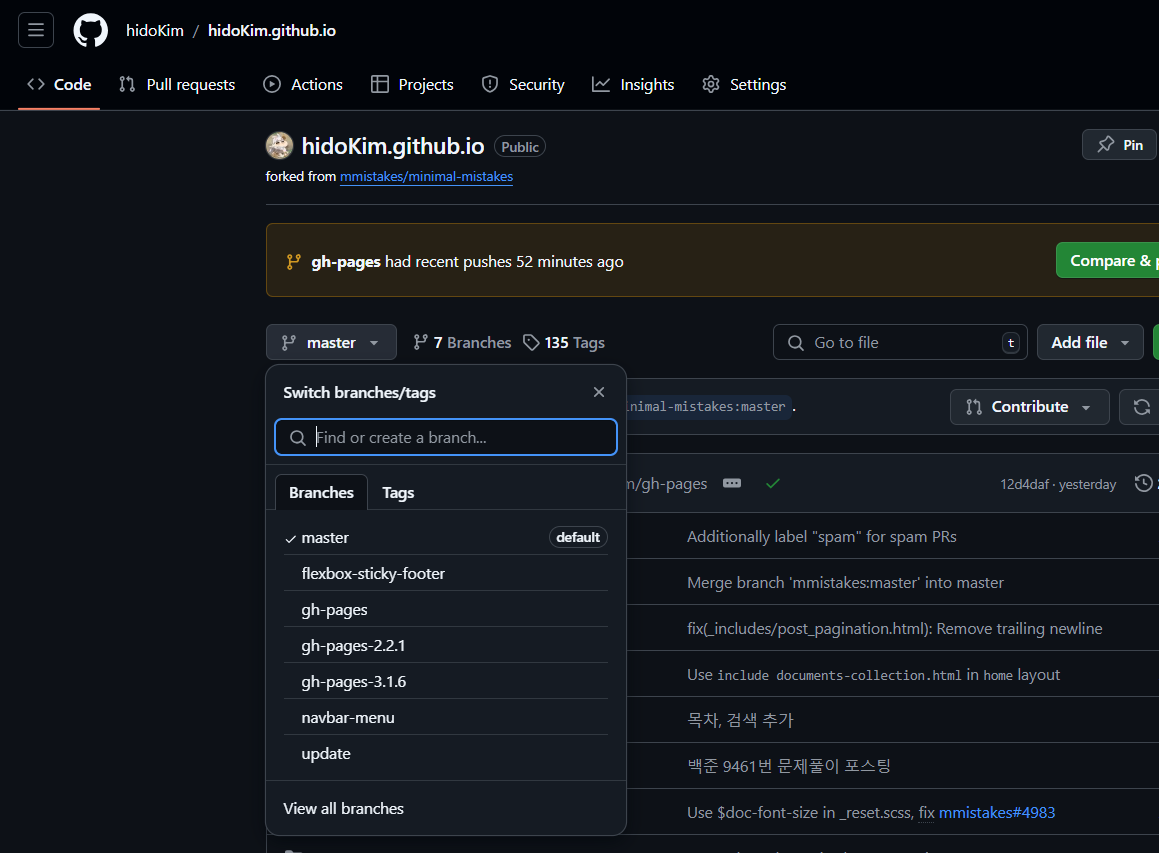 hidoKim / hidoKim.github.io
Code Pull requests Actions Projects Security Insights Settings
hidoKim.github.io Public Pin
forked from mmistakes/minimal-mistakes
gh-pages had recent pushes 52 minutes ago Compare &
master 7 Branches 135 Tags Go to file t Add file
Switch branches/tags
nimal-mistakes:master . Contribute
Find or create a branch...
/gh-pages 12d4daf · yesterday
Branches Tags
master default
Additionally label "spam" for spam PRs
flexbox-sticky-footer
Merge branch 'mmistakes:master' into master
gh-pages
fix(_includes/post_pagination.html): Remove trailing newline
gh-pages-2.2.1
Use include documents-collection.html in home layout
gh-pages-3.1.6
navbar-menu
목차, 검색 추가
update
백준 9461번 문제풀이 포스팅
View all branches
Use $doc-font-size in _reset.scss, fix mmistakes#4983